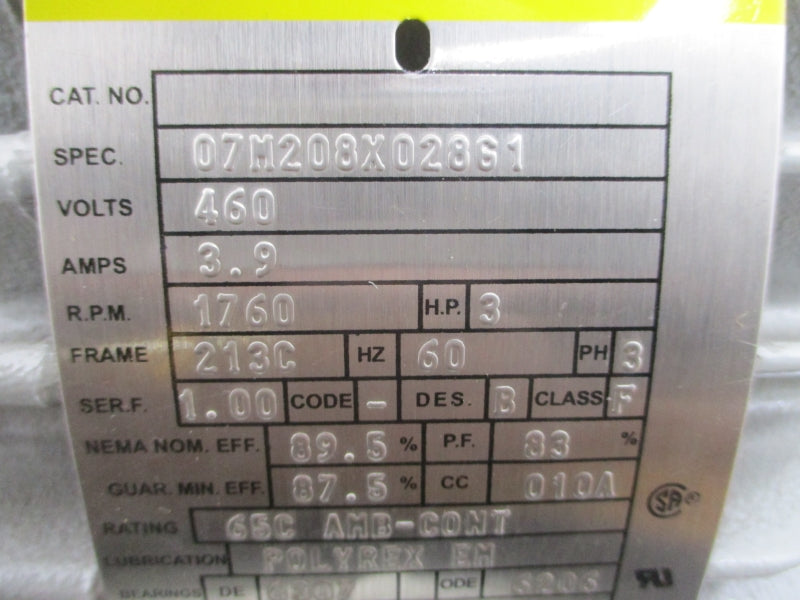 CAT. NO.
SPEC. 07M208X028G1
VOLTS 460
AMPS 3.9
R.P.M. 1760 H.P. 3
FRAME 213C HZ 60 PH 3
SER.F. 1.00 CODE - DES. B CLASS F
NEMA NOM. EFF. 89.5 % P.F. 83 %
GUAR. MIN. EFF. 87.5 % CC 010A
RATING 65C AMB-CONT
LUBRICATION POLYREX EM
BEARINGS DE ODE